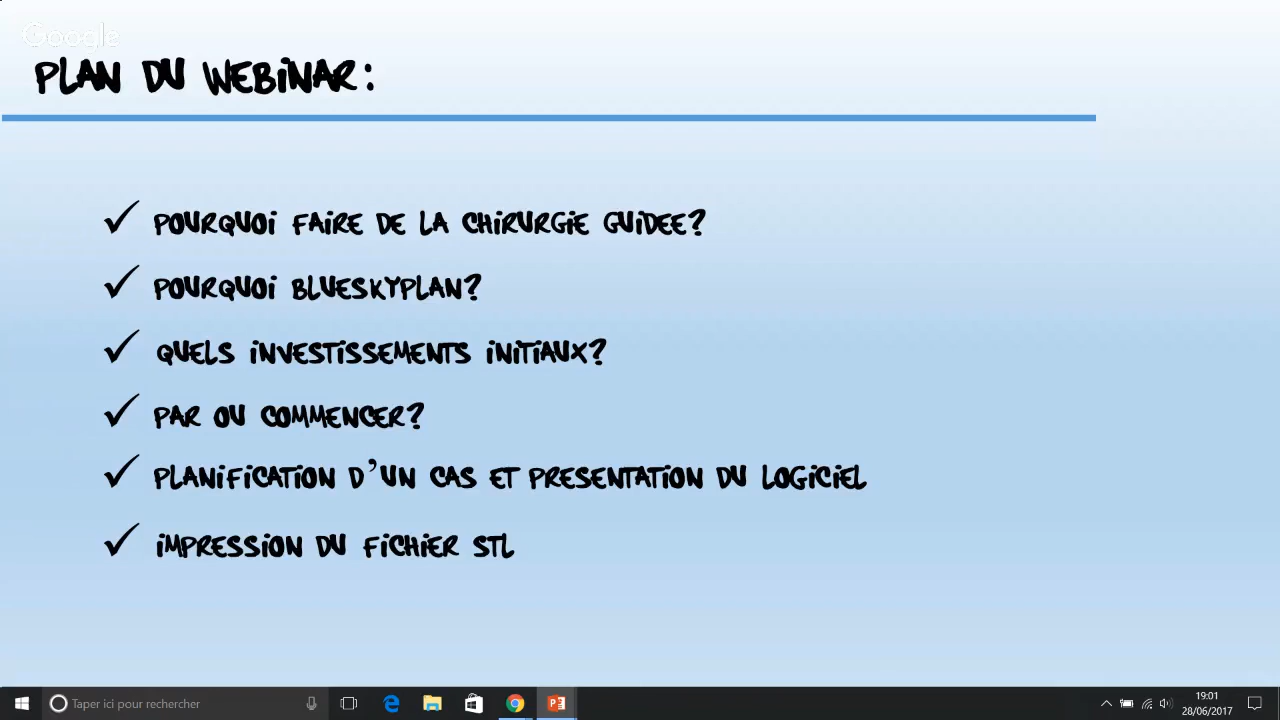 Google
PLAN DU WEBINAR:
POURQUOI FAIRE DE LA CHIRURGIE GUIDEE?
POURQUOI BLUESKYPLAN?
QUELS INVESTISSEMENTS INITIAUX?
PAR OU COMMENCER?
PLANIFICATION D'UN CAS ET PRESENTATION DU LOGICIEL
IMPRESSION DU FICHIER STL
Taper ici pour rechercher
19:01
28/06/2017